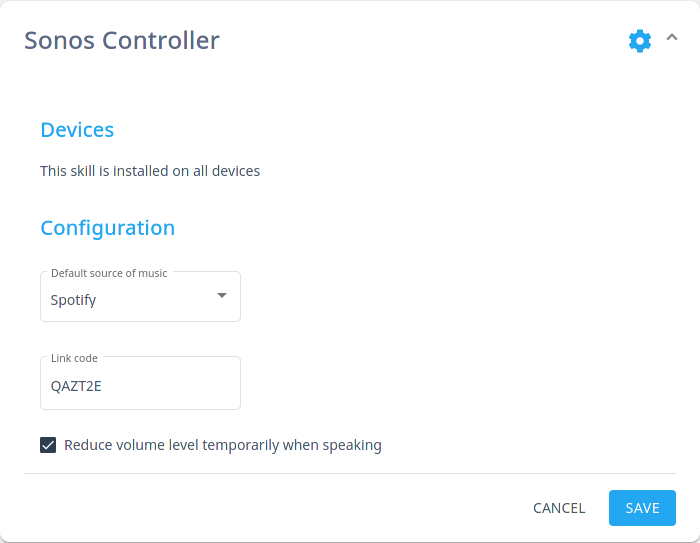 Sonos Controller
Devices
This skill is installed on all devices
Configuration
Default source of music
Spotify
Link code
QAZT2E
Reduce volume level temporarily when speaking
CANCEL
SAVE